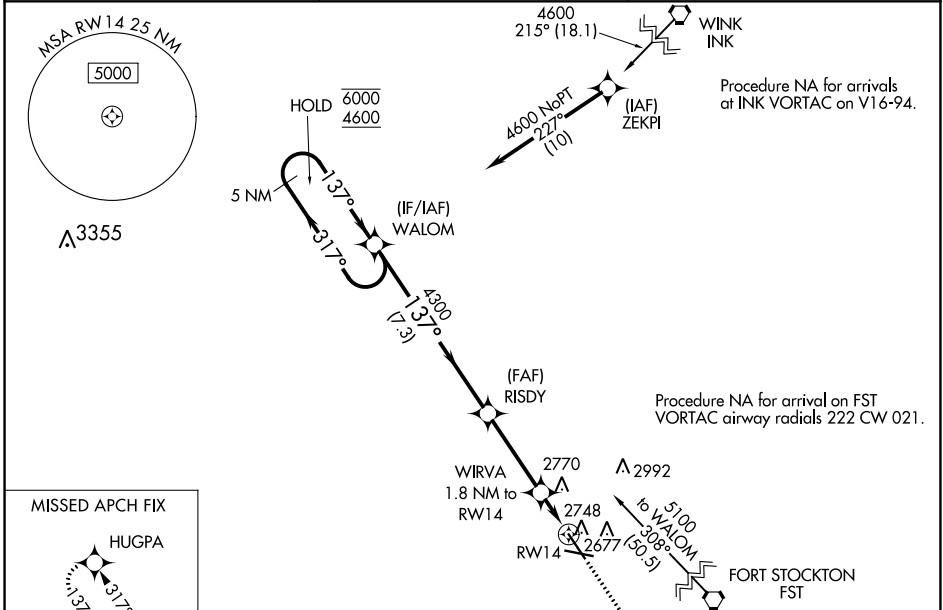 MSA RW14 25 NM
5000
3355
4600
215° (18.1)
WINK
INK
Procedure NA for arrivals
at INK VORTAC on V16-94.
(IAF)
ZEKPI
4600 NoPT
227°
(10)
HOLD
6000
4600
5 NM
137°
317°
(IF/IAF)
WALOM
4300
137°
(7.3)
(FAF)
RISDY
Procedure NA for arrival on FST
VORTAC airway radials 222 CW 021.
WIRVA
1.8 NM to
RW14
2770
2992
2748
2677
RW14
5100
to WALOM
308°
(50.5)
FORT STOCKTON
FST
MISSED APCH FIX
HUGPA
317°